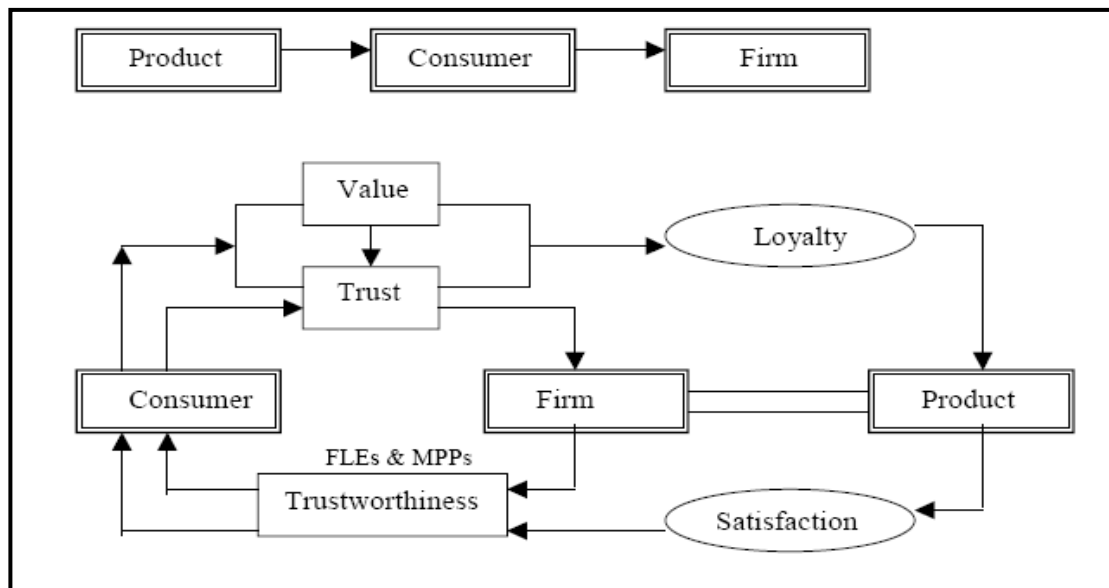 Product
Consumer
Firm
Value
Loyalty
Trust
Consumer
Firm
Product
FLEs & MPPs
Trustworthiness
Satisfaction